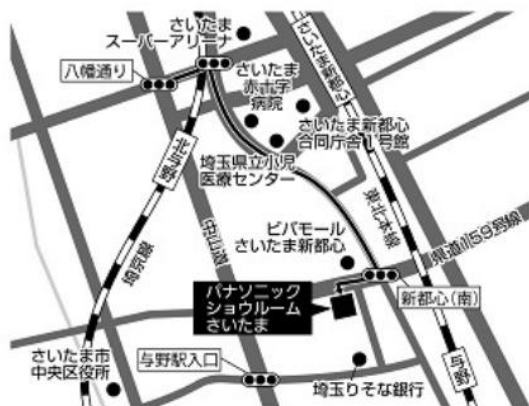 さいたま
スーパーアリーナ
八幡通り
さいたま
赤十字
病院
さいたま新都心
さいたま新都心
合同庁舎1号館
北与野
埼玉県立小児
医療センター
東北本線
埼京線
中山道
ビバモール
さいたま新都心
県道159号線
パナソニック
ショウルーム
さいたま
新都心(南)
さいたま市
中央区役所
与野駅入口
埼玉りそな銀行
与野